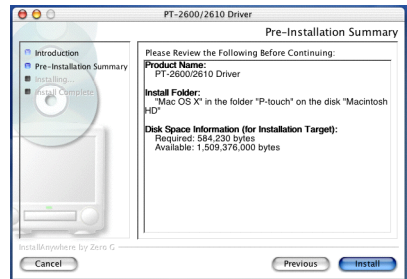 PT-2600/2610 Driver
Pre-Installation Summary
Introduction
Pre-Installation Summary
Installing...
Install Complete
Please Review the Following Before Continuing:
Product Name:
PT-2600/2610 Driver
Install Folder:
"Mac OS X" in the folder "P-touch" on the disk "Macintosh
HD"
Disk Space Information (for Installation Target):
Required: 584,230 bytes
Available: 1,509,376,000 bytes
InstallAnywhere by Zero G
Cancel
Previous
Install